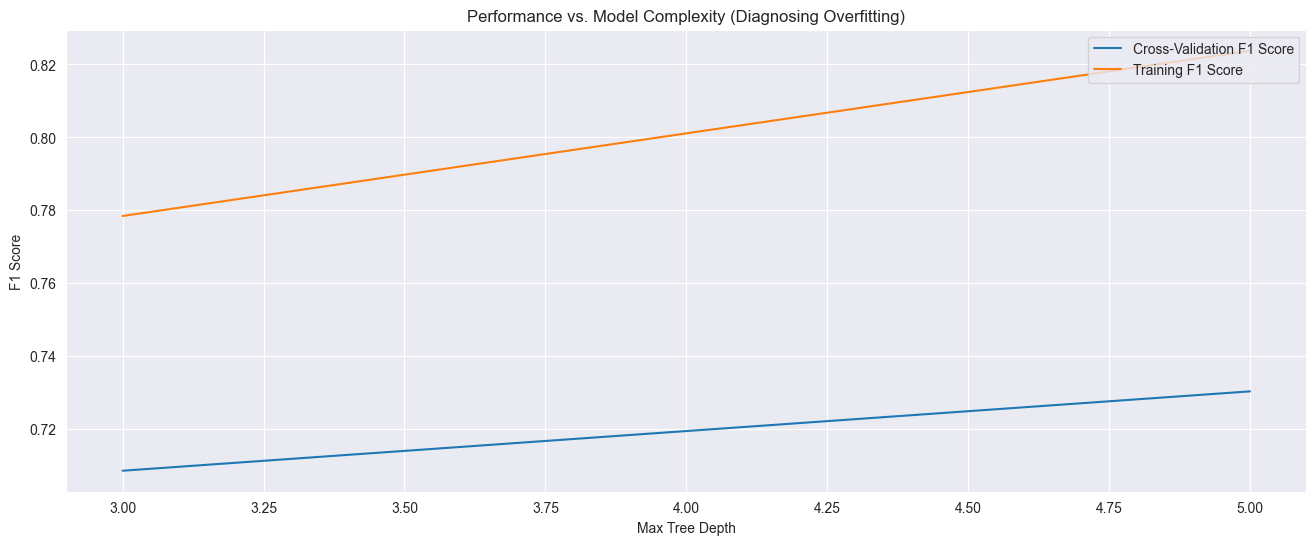 Performance vs. Model Complexity (Diagnosing Overfitting)
Cross-Validation F1 Score
Training F1 Score
F1 Score
0.82
0.80
0.78
0.76
0.74
0.72
3.00 3.25 3.50 3.75 4.00 4.25 4.50 4.75 5.00
Max Tree Depth